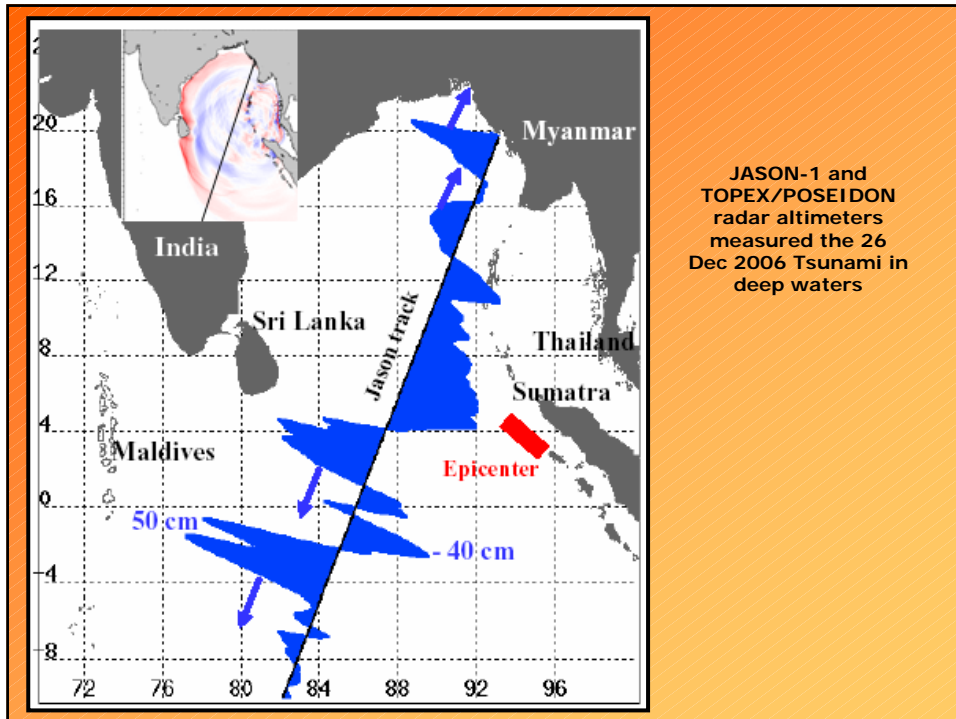 2
20
Myanmar
16
India
12
Sri Lanka
Jason track
8
Thailand
Sumatra
4
Maldives
Epicenter
0
50 cm
- 40 cm
-4
-8
72 76 80 84 88 92 96
JASON-1 and
TOPEX/POSEIDON
radar altimeters
measured the 26
Dec 2006 Tsunami in
deep waters